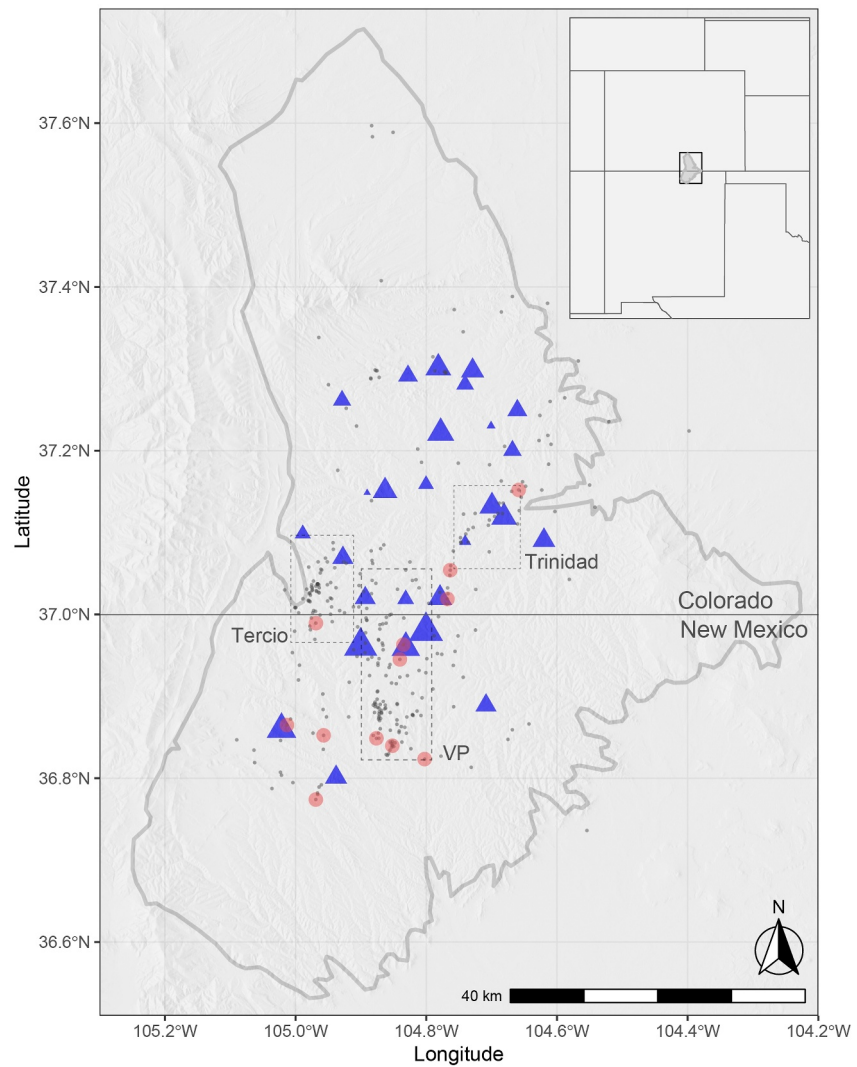 37.6°N
37.4°N
37.2°N
37.0°N
36.8°N
36.6°N
Latitude
Trinidad
Colorado
New Mexico
Tercio
VP
N
40 km
105.2°W
105.0°W
104.8°W
104.6°W
104.4°W
104.2°W
Longitude